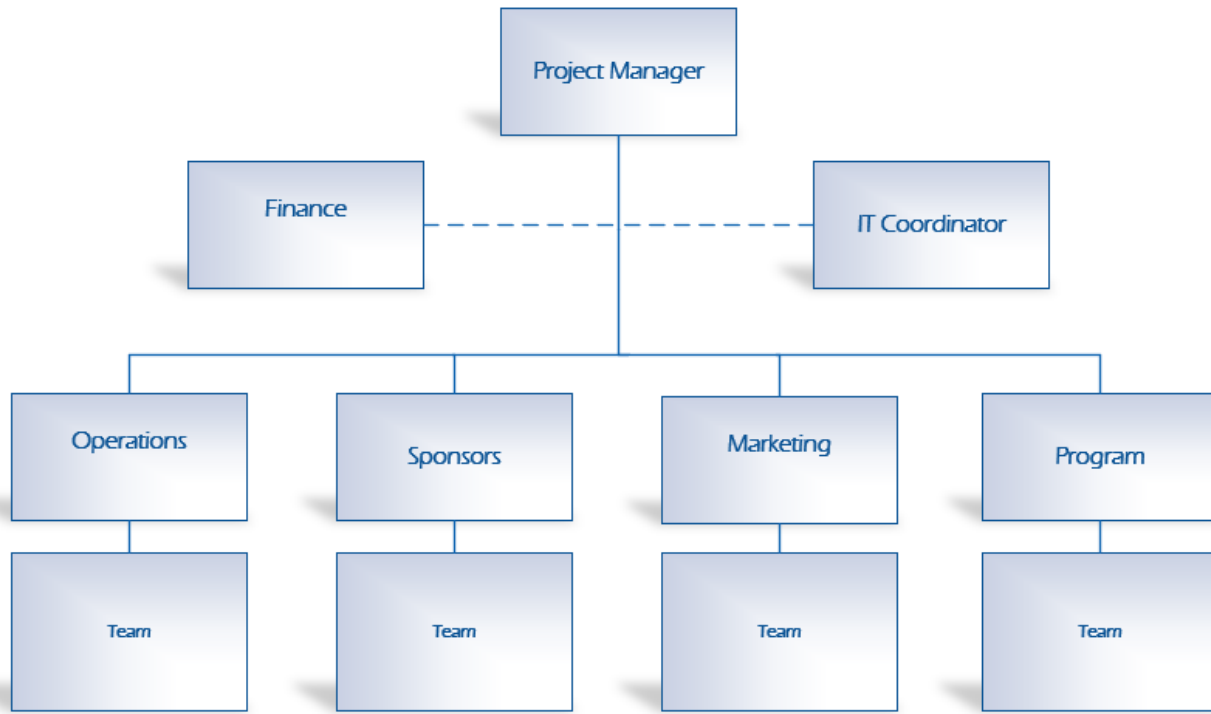 Project Manager
Finance
IT Coordinator
Operations
Sponsors
Marketing
Program
Team
Team
Team
Team